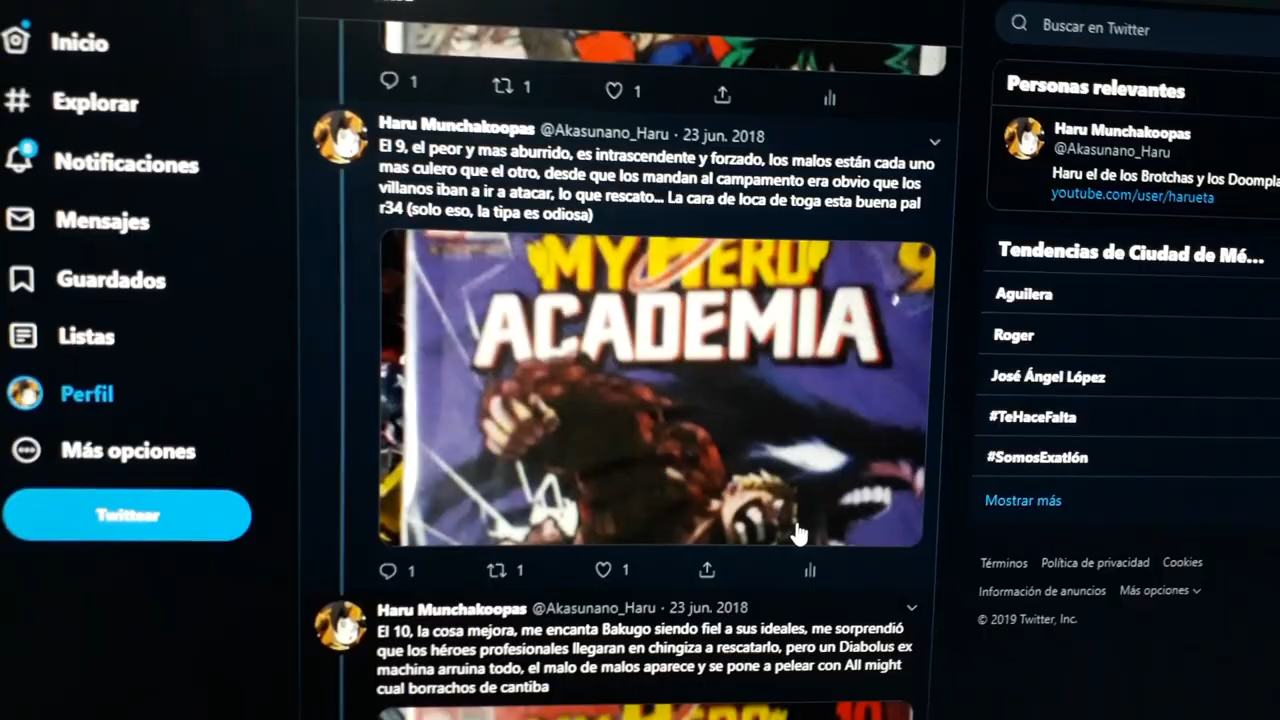 Inicio
Explorar
Notificaciones
Mensajes
Guardados
Listas
Perfil
Más opciones
Twittear
1
1
1
Haru Munchakoopas @Akasunano_Haru · 23 jun. 2018
El 9, el peor y mas aburrido, es intrascendente y forzado, los malos están cada uno
mas culero que el otro, desde que los mandan al campamento era obvio que los
villanos iban a ir a atacar, lo que rescato... La cara de loca de toga esta buena pal
r34 (solo eso, la tipa es odiosa)
MY HERO
9
ACADEMIA
1
1
1
Haru Munchakoopas @Akasunano_Haru · 23 jun. 2018
El 10, la cosa mejora, me encanta Bakugo siendo fiel a sus ideales, me sorprendió
que los héroes profesionales llegaran en chingiza a rescatarlo, pero un Diabolus ex
machina arruina todo, el malo de malos aparece y se pone a pelear con All might
cual borrachos de cantiba
MY HERO
10
Buscar en Twitter
Personas relevantes
Haru Munchakoopas
@Akasunano_Haru
Haru el de los Brotchas y los Doompla
youtube.com/user/harueta
Tendencias de Ciudad de Mé...
Aguilera
Roger
José Ángel López
#TeHaceFalta
#SomosExatlón
Mostrar más
Términos Política de privacidad Cookies
Información de anuncios Más opciones
© 2019 Twitter, Inc.